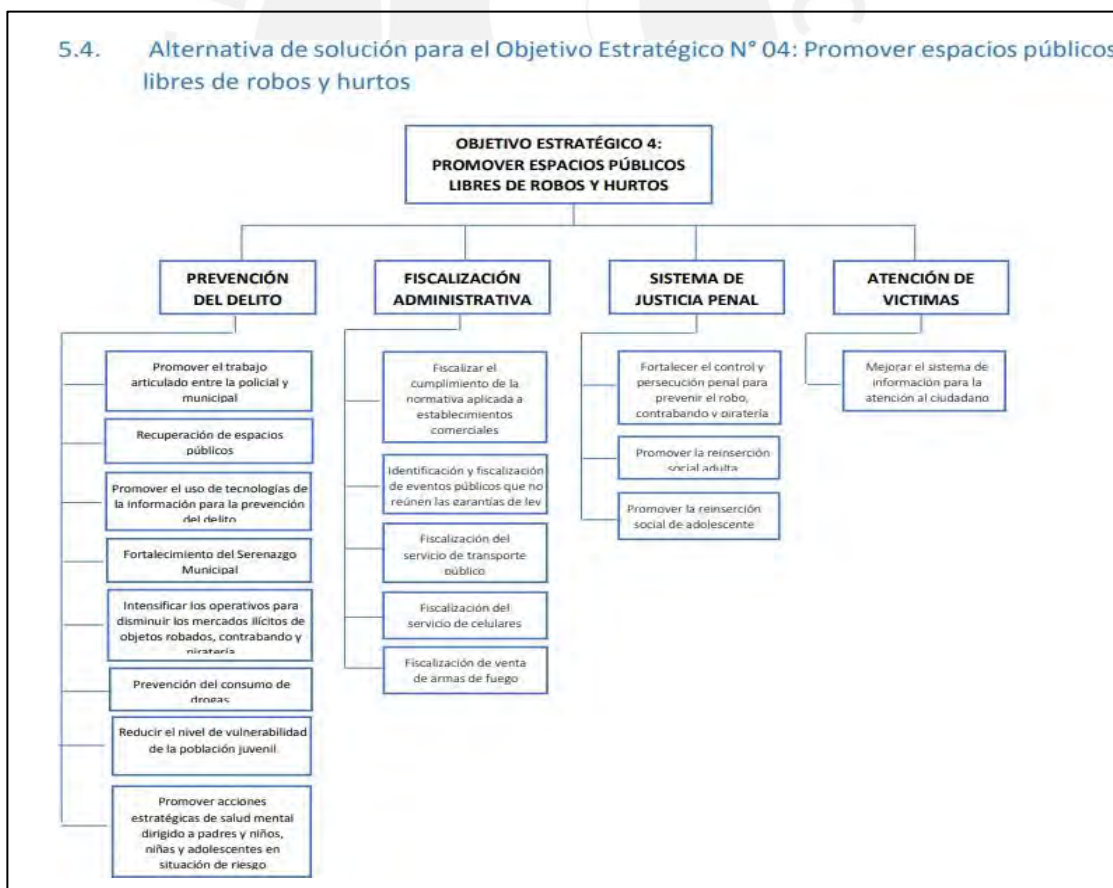 5.4. Alternativa de solución para el Objetivo Estratégico N° 04: Promover espacios públicos
libres de robos y hurtos
OBJETIVO ESTRATÉGICO 4:
PROMOVER ESPACIOS PÚBLICOS
LIBRES DE ROBOS Y HURTOS
PREVENCIÓN
DEL DELITO
Promover el trabajo
articulado entre la policial y
municipal
Recuperación de espacios
públicos
Promover el uso de tecnologías de
la información para la prevención
del delito
Fortalecimiento del Serenazgo
Municipal
Intensificar los operativos para
disminuir los mercados ilícitos de
objetos robados, contrabando y
piratería
Prevención del consumo de
drogas
Reducir el nivel de vulnerabilidad
de la población juvenil
Promover acciones
estratégicas de salud mental
dirigido a padres y niños,
niñas y adolescentes en
situación de riesgo
FISCALIZACIÓN
ADMINISTRATIVA
Fiscalizar el
cumplimiento de la
normativa aplicada a
establecimientos
comerciales
Identificación y fiscalización
de eventos públicos que no
reúnen las garantías de ley
Fiscalización del
servicio de transporte
público
Fiscalización del
servicio de celulares
Fiscalización de venta
de armas de fuego
SISTEMA DE
JUSTICIA PENAL
Fortalecer el control y
persecución penal para
prevenir el robo,
contrabando y piratería
Promover la reinserción
social adulta
Promover la reinserción
social de adolescente
ATENCIÓN DE
VICTIMAS
Mejorar el sistema de
información para la
atención al ciudadano